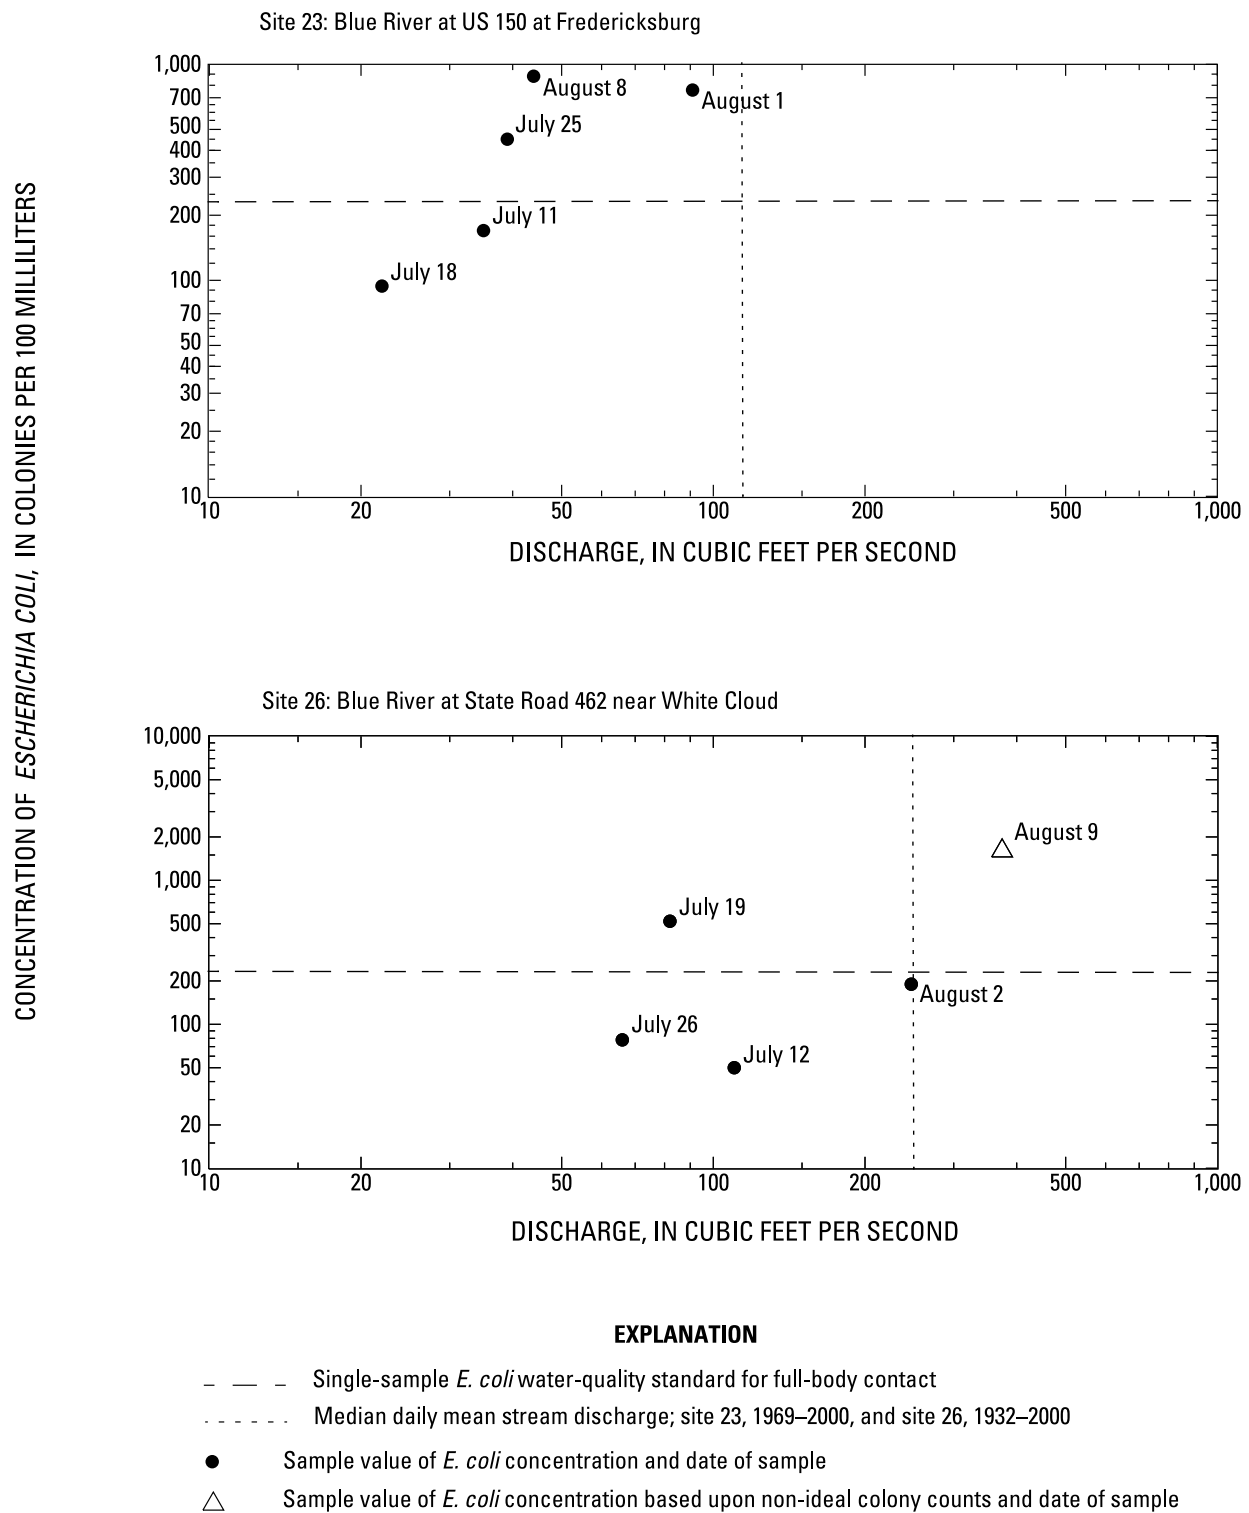 Site 23: Blue River at US 150 at Fredericksburg
1,000
700
500
400
300
200
100
70
50
40
30
20
10
August 8
August 1
July 25
July 11
July 18
10
20
50
100
200
500
1,000
DISCHARGE, IN CUBIC FEET PER SECOND
CONCENTRATION OF ESCHERICHIA COLI, IN COLONIES PER 100 MILLILITERS
Site 26: Blue River at State Road 462 near White Cloud
10,000
5,000
2,000
1,000
500
200
100
50
20
10
August 9
July 19
August 2
July 26
July 12
10
20
50
100
200
500
1,000
DISCHARGE, IN CUBIC FEET PER SECOND
EXPLANATION
Single-sample E. coli water-quality standard for full-body contact
Median daily mean stream discharge; site 23, 1969–2000, and site 26, 1932–2000
Sample value of E. coli concentration and date of sample
Sample value of E. coli concentration based upon non-ideal colony counts and date of sample